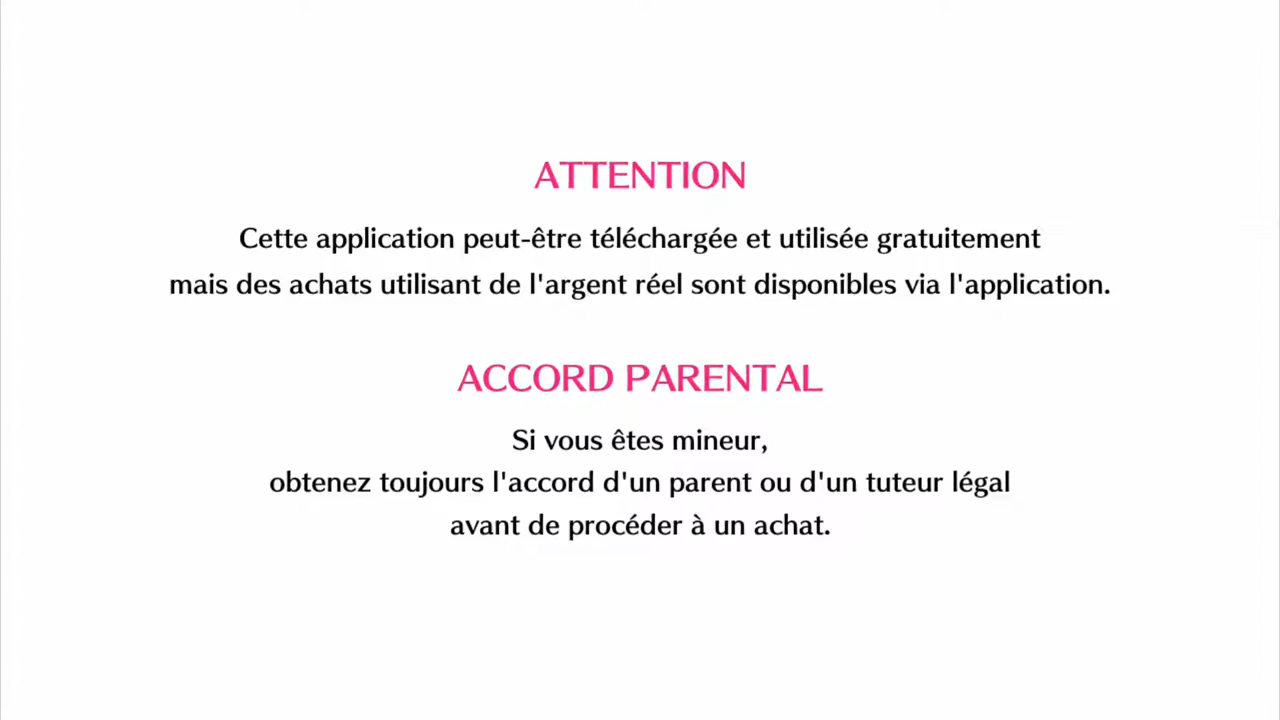 ATTENTION
Cette application peut-être téléchargée et utilisée gratuitement
mais des achats utilisant de l'argent réel sont disponibles via l'application.
ACCORD PARENTAL
Si vous êtes mineur,
obtenez toujours l'accord d'un parent ou d'un tuteur légal
avant de procéder à un achat.